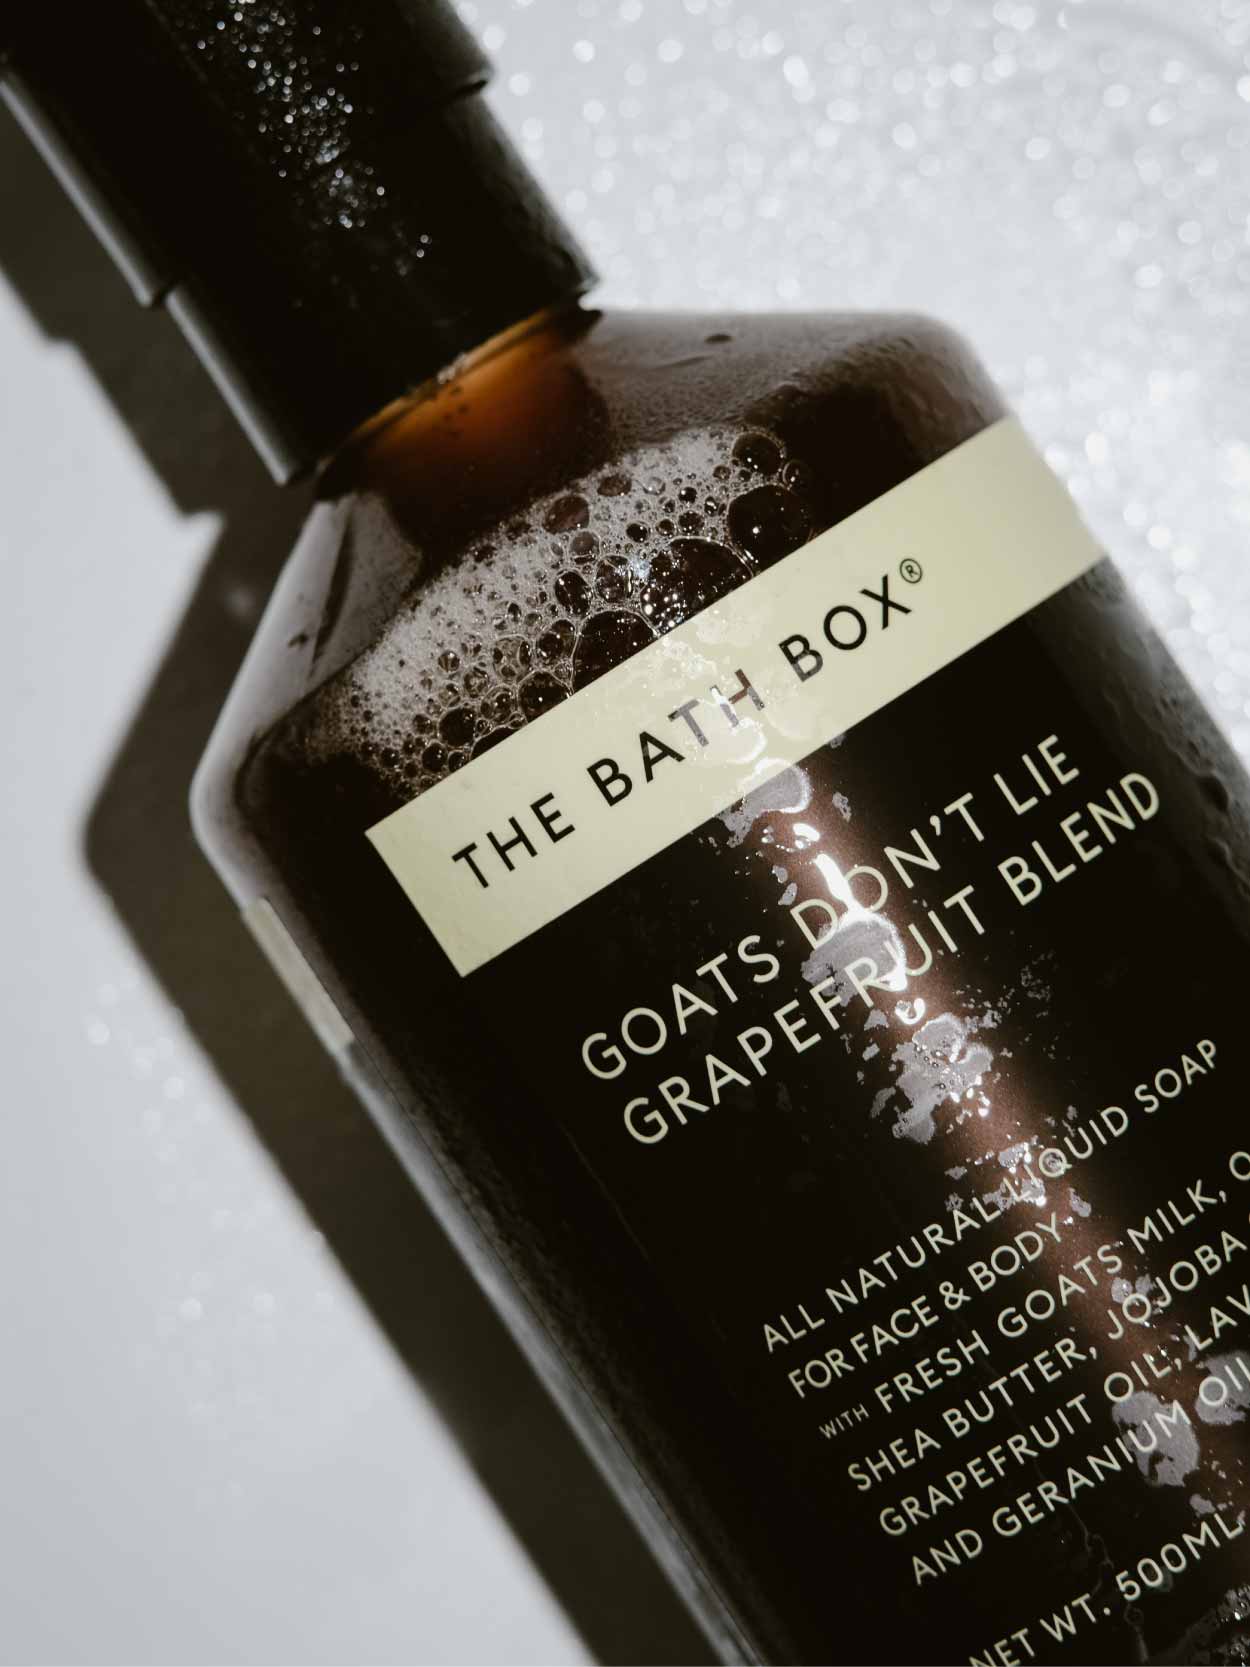 THE BATH BOX®
GOATS DON'T LIE
GRAPEFRUIT BLEND
ALL NATURAL LIQUID SOAP
FOR FACE & BODY
WITH FRESH GOATS MILK,
SHEA BUTTER, JOJOBA
GRAPEFRUIT OIL,
AND GERANIUM OIL
NET WT. 500ML